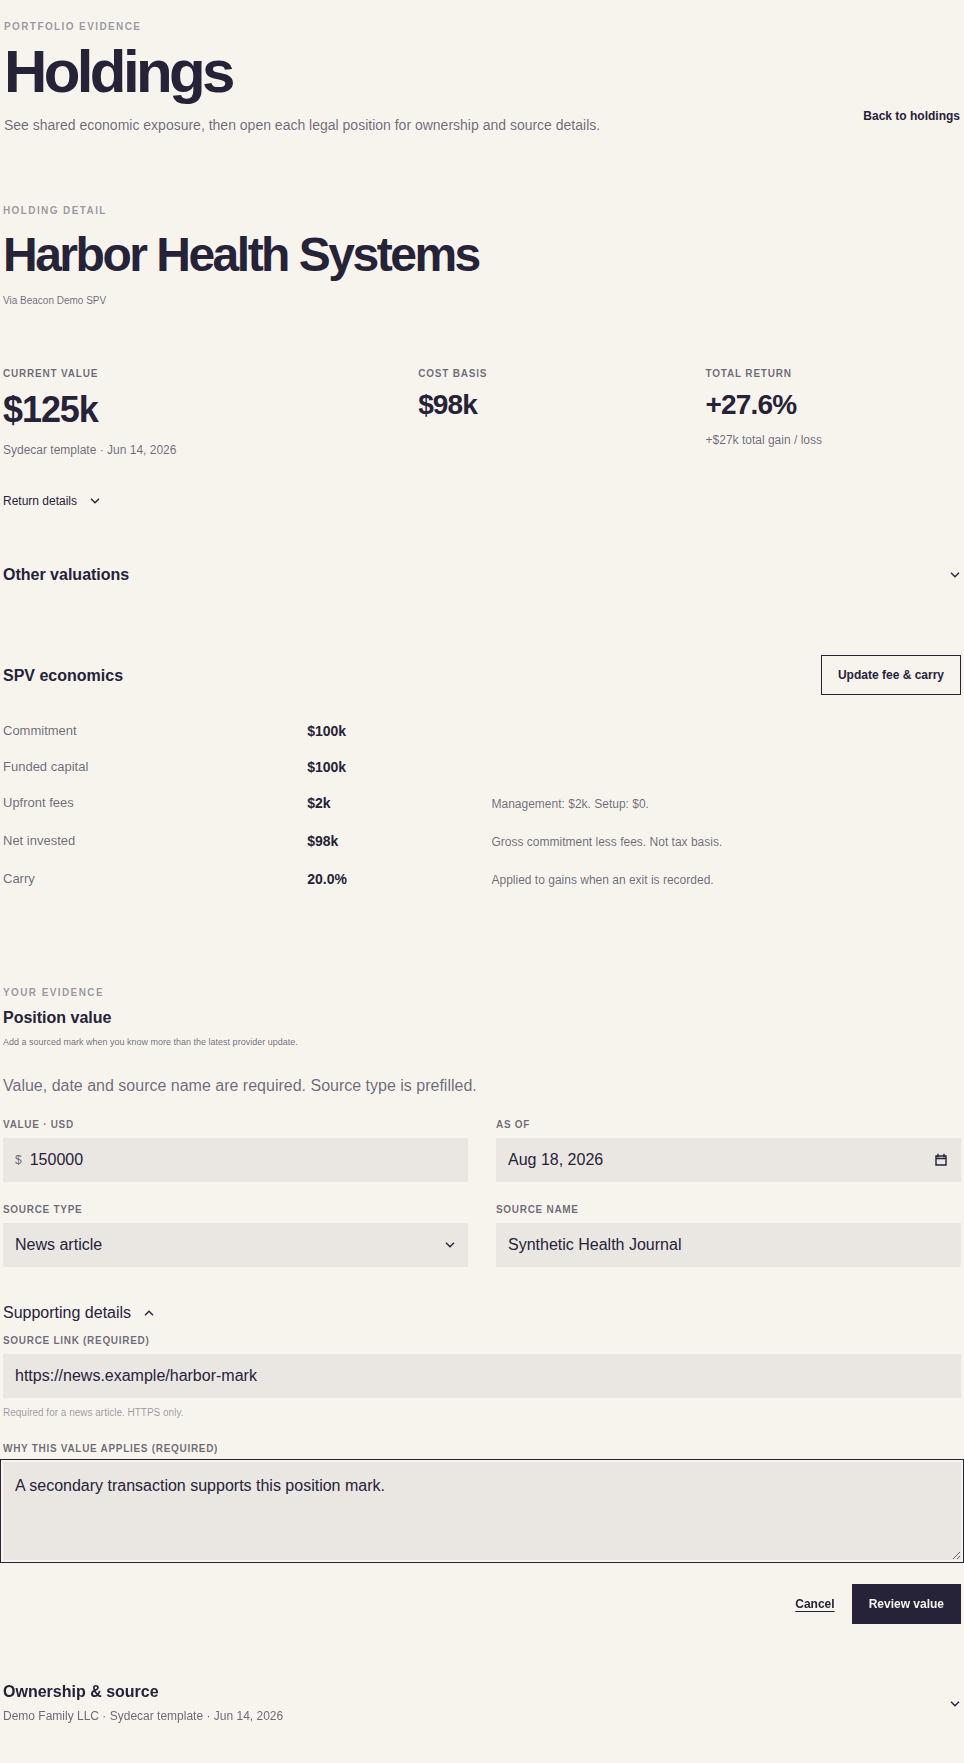 PORTFOLIO EVIDENCE
Holdings
See shared economic exposure, then open each legal position for ownership and source details.
Back to holdings
HOLDING DETAIL
Harbor Health Systems
Via Beacon Demo SPV
CURRENT VALUE
$125k
Sydecar template · Jun 14, 2026
COST BASIS
$98k
TOTAL RETURN
+27.6%
+$27k total gain / loss
Return details
Other valuations
SPV economics
Update fee & carry
Commitment $100k
Funded capital $100k
Upfront fees $2k Management: $2k. Setup: $0.
Net invested $98k Gross commitment less fees. Not tax basis.
Carry 20.0% Applied to gains when an exit is recorded.
YOUR EVIDENCE
Position value
Add a sourced mark when you know more than the latest provider update.
Value, date and source name are required. Source type is prefilled.
VALUE · USD
$ 150000
AS OF
Aug 18, 2026
SOURCE TYPE
News article
SOURCE NAME
Synthetic Health Journal
Supporting details
SOURCE LINK (REQUIRED)
https://news.example/harbor-mark
Required for a news article. HTTPS only.
WHY THIS VALUE APPLIES (REQUIRED)
A secondary transaction supports this position mark.
Cancel
Review value
Ownership & source
Demo Family LLC · Sydecar template · Jun 14, 2026